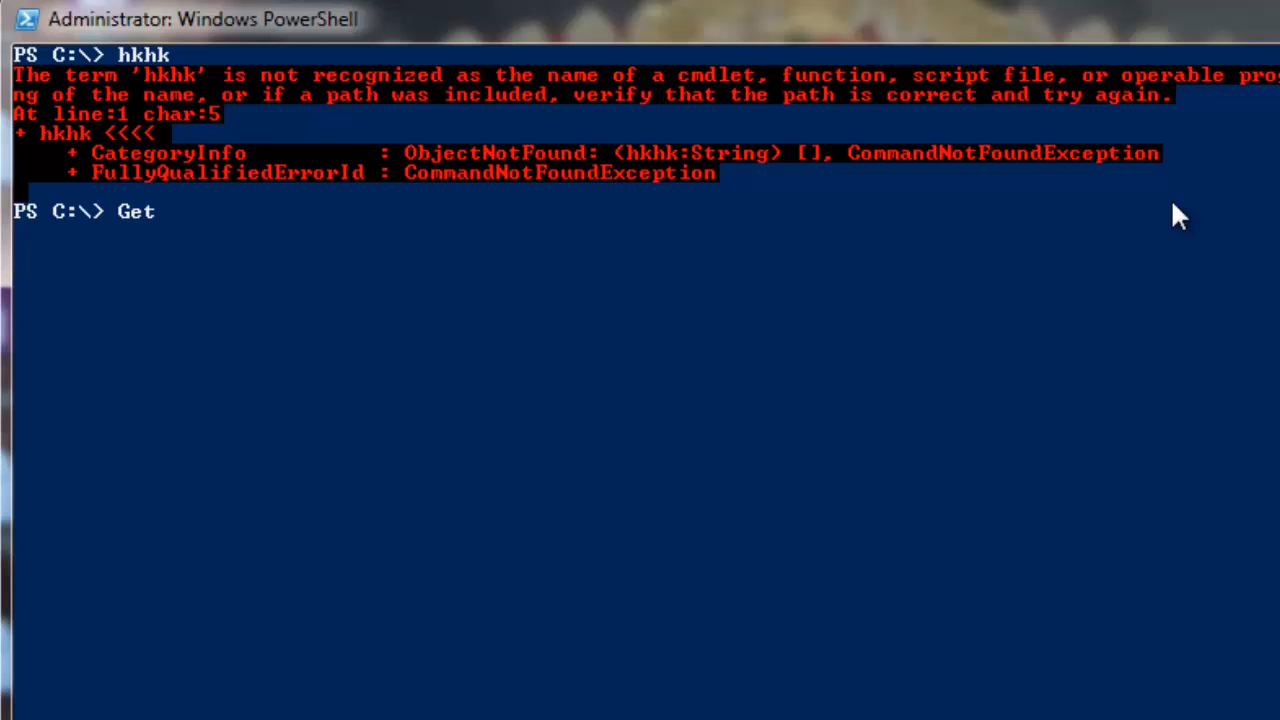 Administrator: Windows PowerShell
PS C:\> hkhk
The term 'hkhk' is not recognized as the name of a cmdlet, function, script file, or operable
ng of the name, or if a path was included, verify that the path is correct and try again.
At line:1 char:5
+ hkhk <<<<
+ CategoryInfo : ObjectNotFound: (hkhk:String) [], CommandNotFoundException
+ FullyQualifiedErrorId : CommandNotFoundException
PS C:\> Get